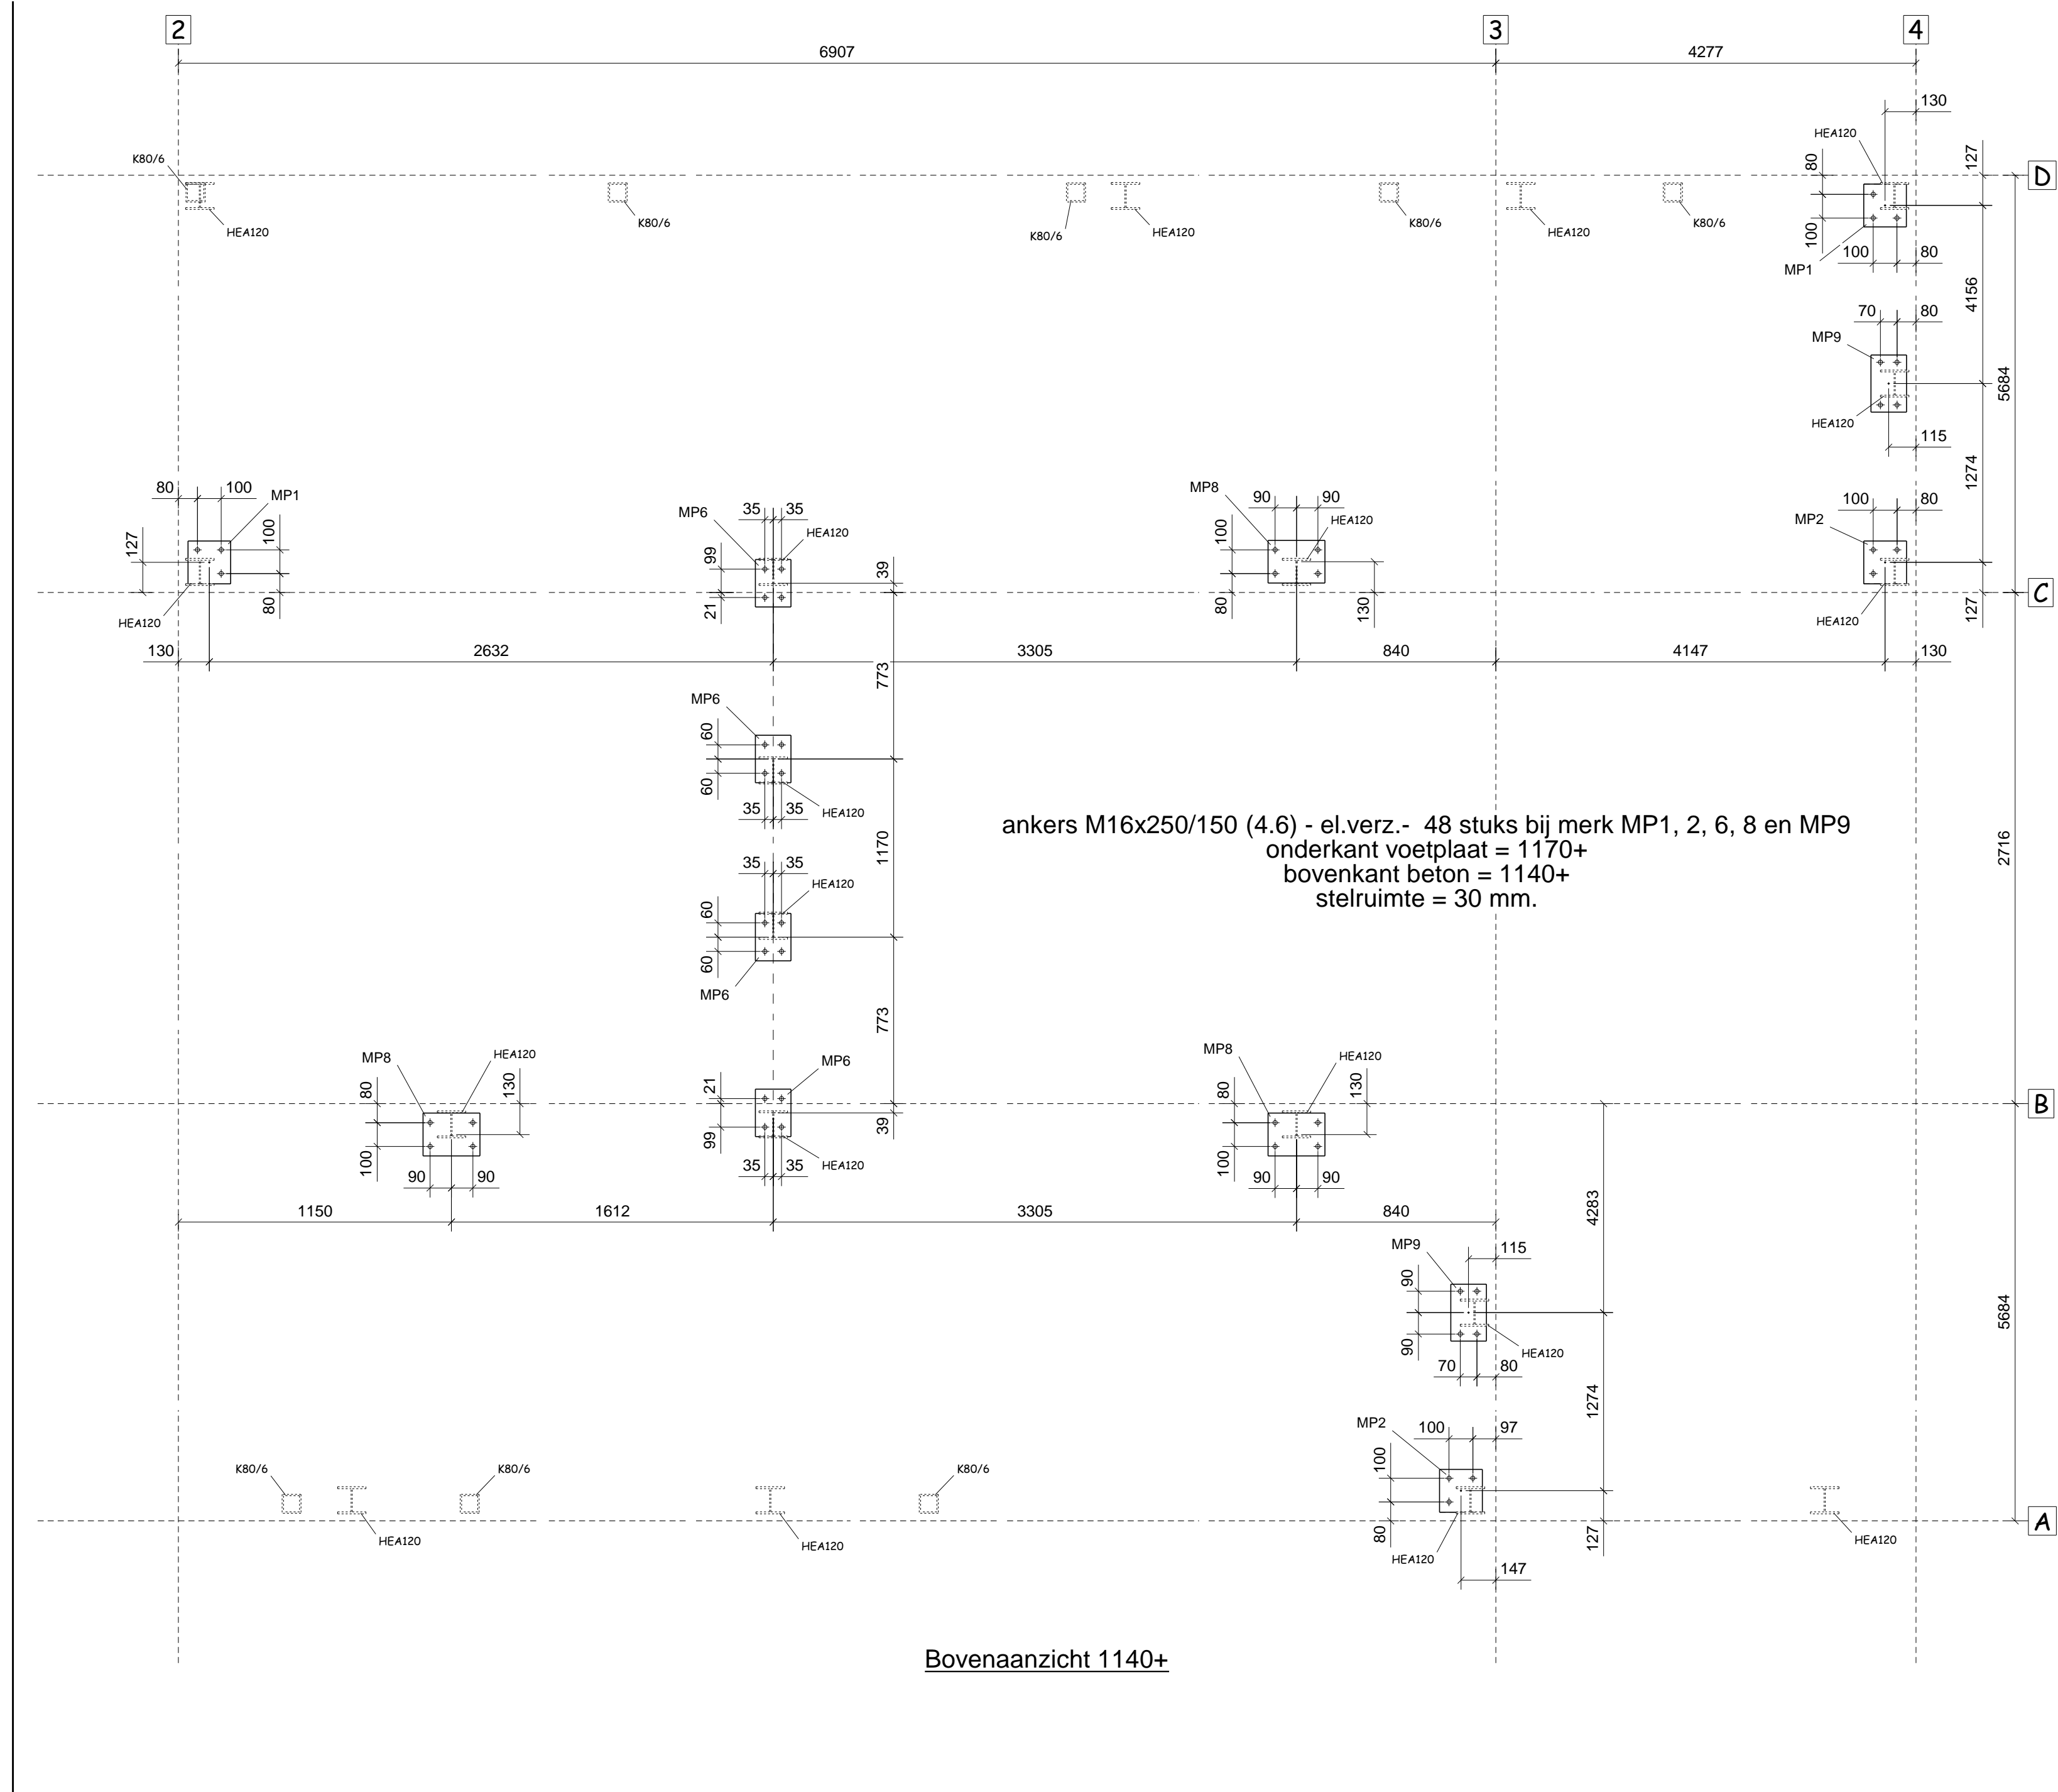 2
3
4
6907
4277
130
HEA120
K80/6
80
127
D
HEA120
K80/6
K80/6
HEA120
K80/6
HEA120
K80/6
100
100
80
MP1
4156
70
80
MP9
5684
HEA120
115
1274
80
100
MP1
127
100
80
HEA120
MP6
35
35
HEA120
99
21
39
MP8
90
90
HEA120
100
80
130
100
80
MP2
C
127
HEA120
130
2632
3305
840
4147
130
773
MP6
60
60
35
35
HEA120
1170
ankers M16x250/150 (4.6) - el.verz.- 48 stuks bij merk MP1, 2, 6, 8 en MP9
onderkant voetplaat = 1170+
bovenkant beton = 1140+
stelruimte = 30 mm.
2716
35
35
HEA120
60
60
MP6
773
MP8
HEA120
80
130
100
90
90
21
MP6
39
99
35
35
HEA120
MP8
HEA120
80
130
100
90
90
B
1150
1612
3305
840
4283
MP9
115
90
90
HEA120
70
80
5684
1274
MP2
100
97
100
80
HEA120
127
147
K80/6
K80/6
HEA120
HEA120
K80/6
HEA120
A
Bovenaanzicht 1140+